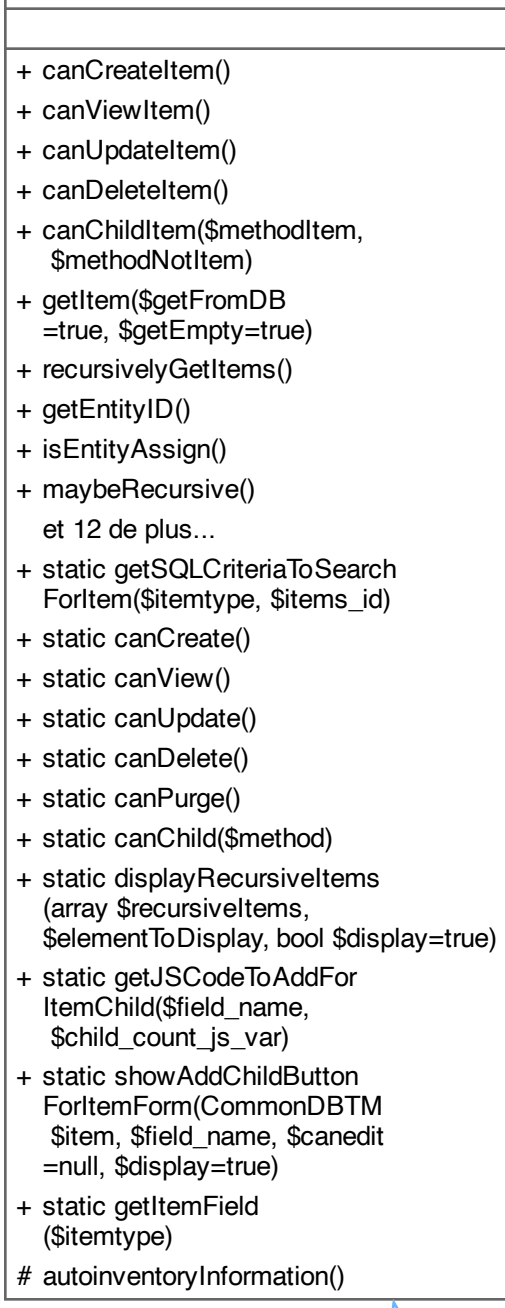 + canCreateItem()
+ canViewItem()
+ canUpdateItem()
+ canDeleteItem()
+ canChildItem($methodItem,
$methodNotItem)
+ getItem($getFromDB
=true, $getEmpty=true)
+ recursivelyGetItems()
+ getEntityID()
+ isEntityAssign()
+ maybeRecursive()
et 12 de plus...
+ static getSQLCriteriaToSearch
ForItem($itemtype, $items_id)
+ static canCreate()
+ static canView()
+ static canUpdate()
+ static canDelete()
+ static canPurge()
+ static canChild($method)
+ static displayRecursiveItems
(array $recursiveItems,
$elementToDisplay, bool $display=true)
+ static getJSCodeToAddFor
ItemChild($field_name,
$child_count_js_var)
+ static showAddChildButton
ForItemForm(CommonDBTM
$item, $field_name, $canedit
=null, $display=true)
+ static getItemField
($itemtype)
# autoinventoryInformation()